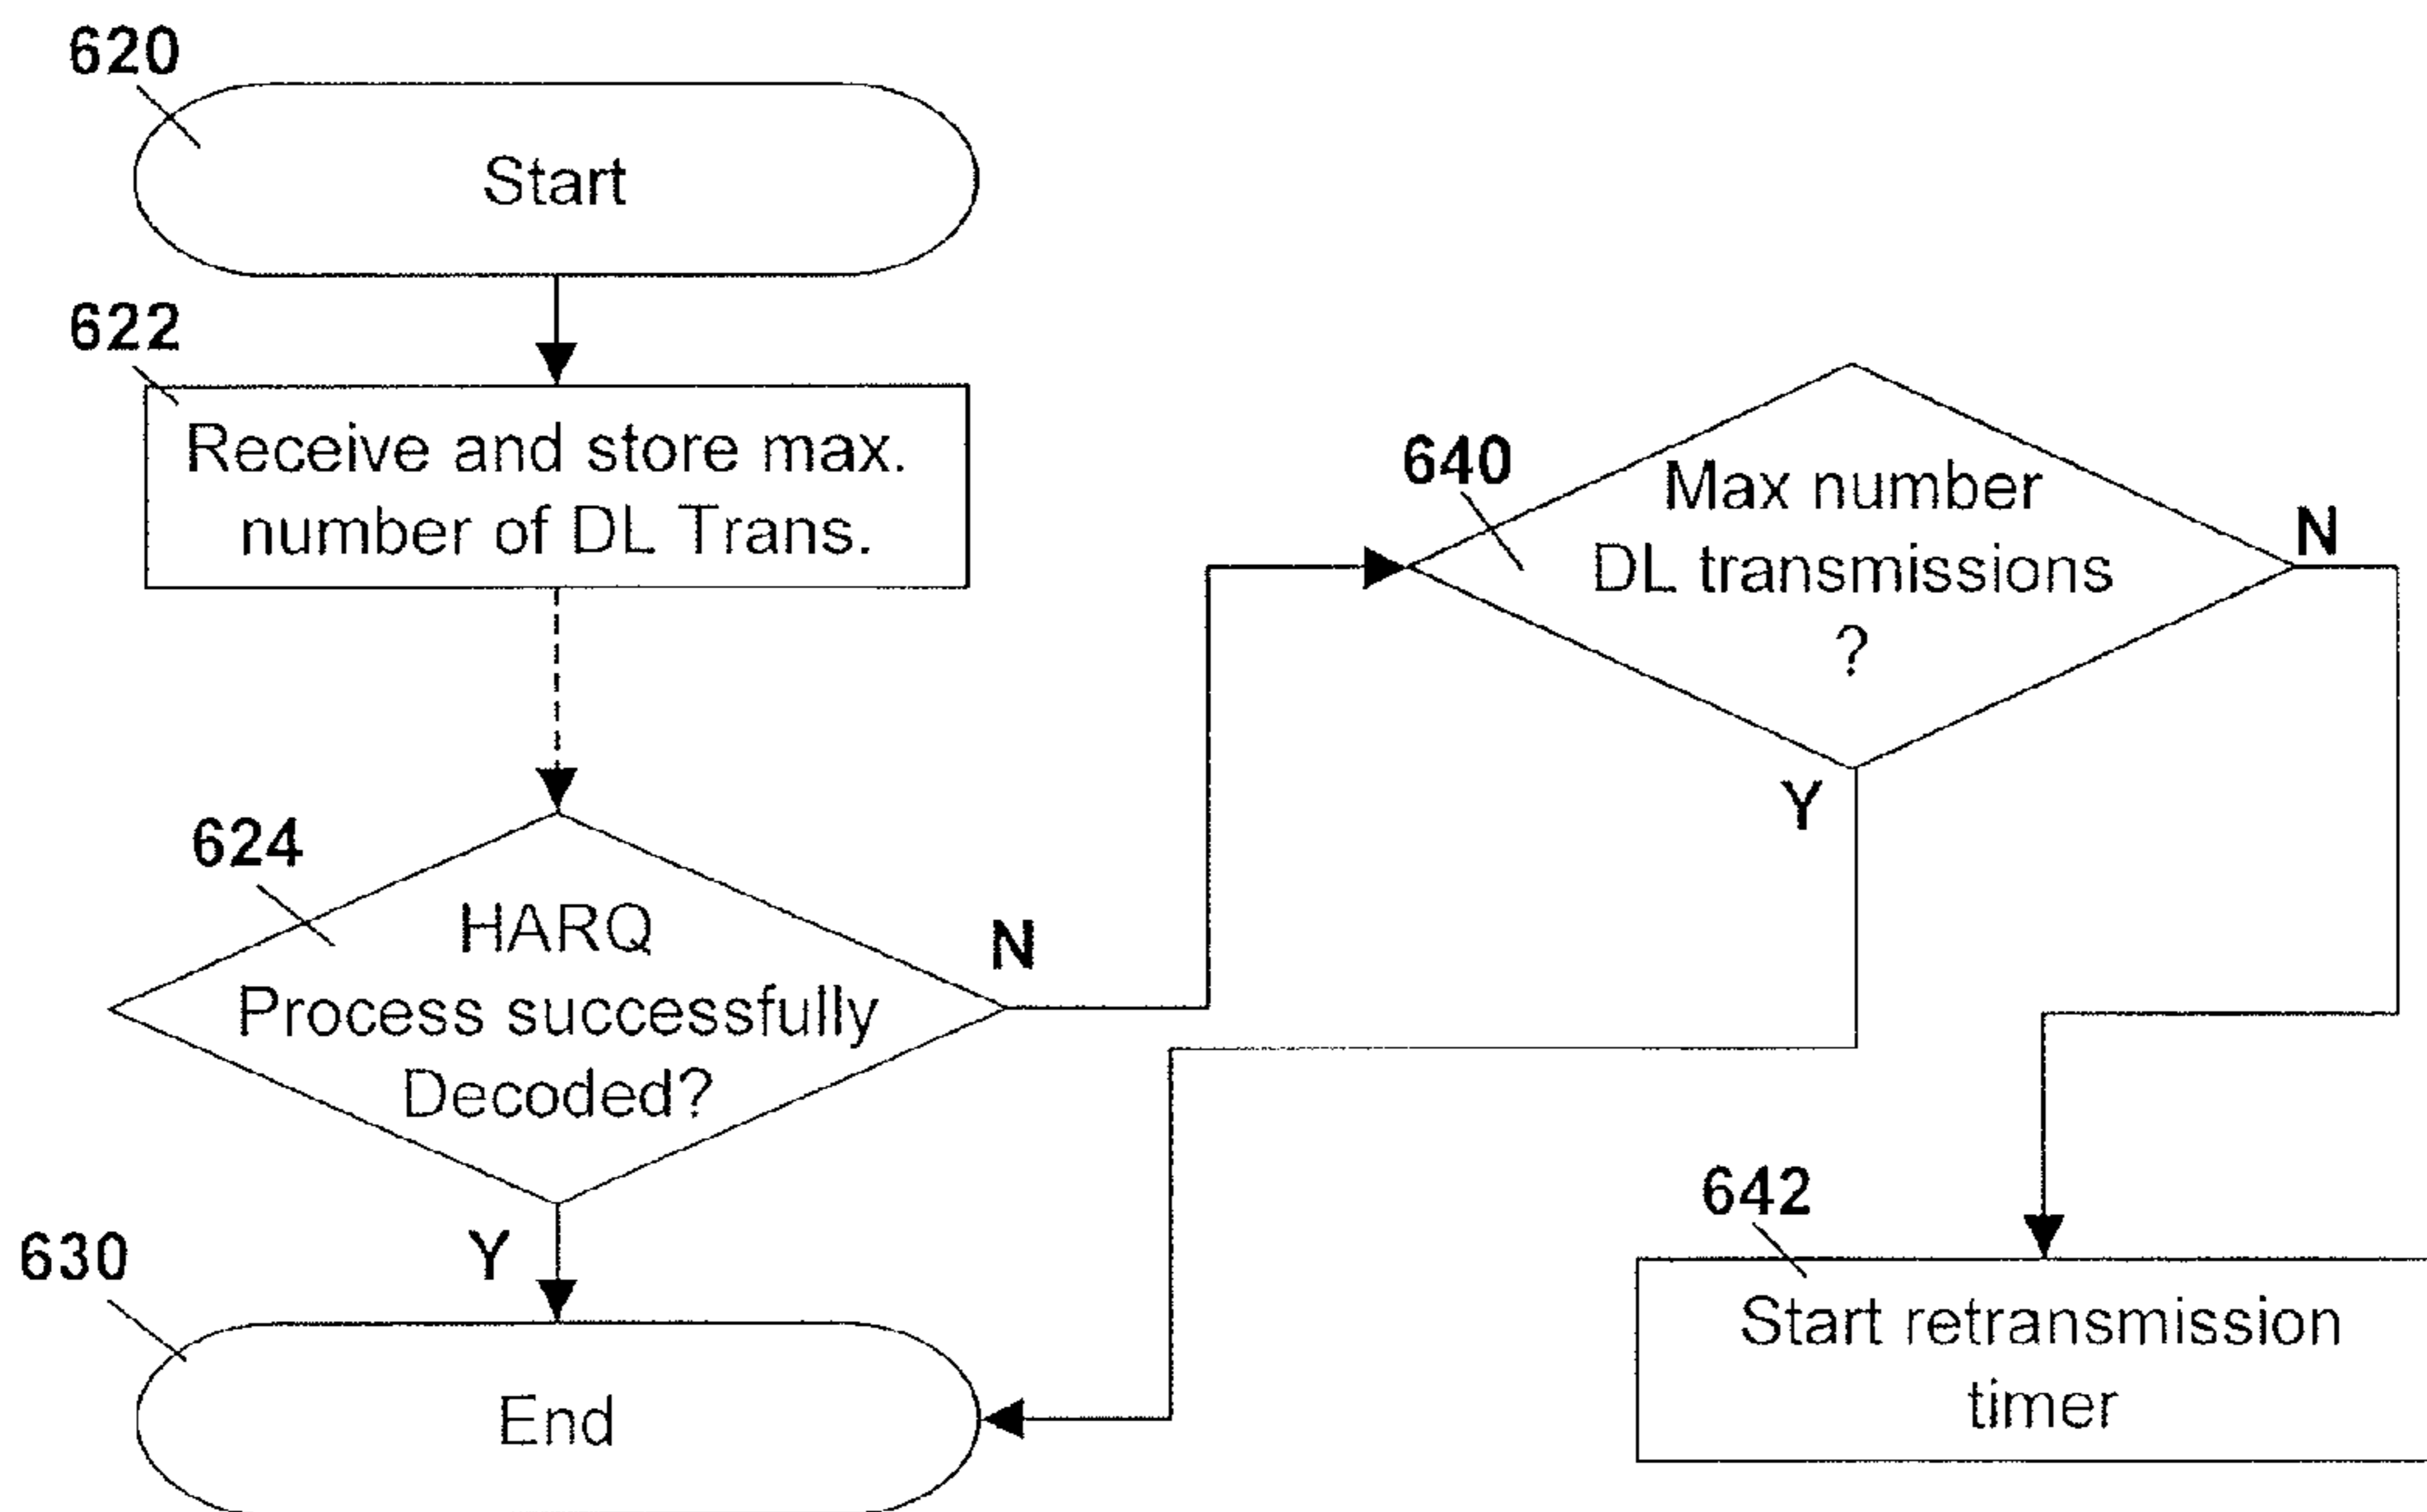 620
Start
622
Receive and store max.
number of DL Trans.
640
Max number
DL transmissions
?
N
Y
624
HARQ
Process successfully
Decoded?
N
Y
630
End
642
Start retransmission
timer